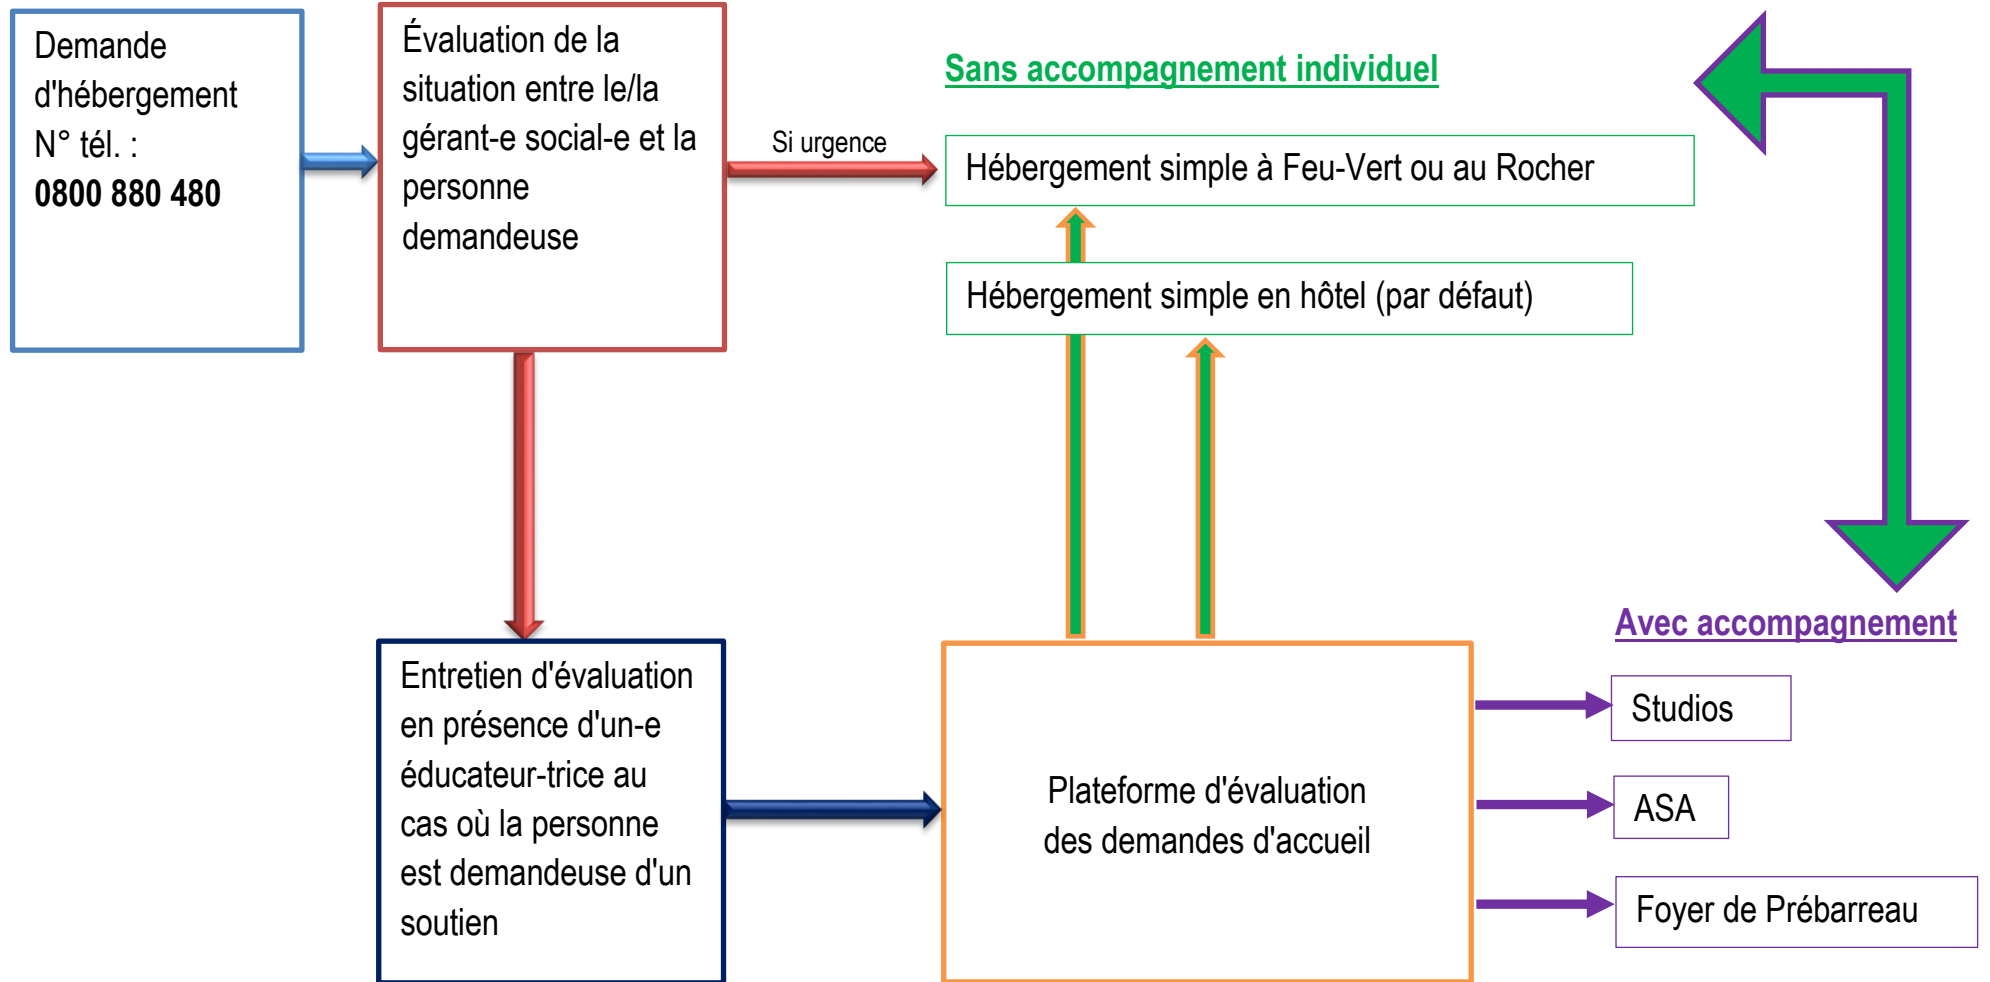 Demande
d'hébergement
N° tél. :
0800 880 480
Évaluation de la
situation entre le/la
gérant-e social-e et la
personne
demandeuse
Si urgence
Sans accompagnement individuel
Hébergement simple à Feu-Vert ou au Rocher
Hébergement simple en hôtel (par défaut)
Entretien d'évaluation
en présence d'un-e
éducateur-trice au
cas où la personne
est demandeuse d'un
soutien
Plateforme d'évaluation
des demandes d'accueil
Avec accompagnement
Studios
ASA
Foyer de Prébarreau